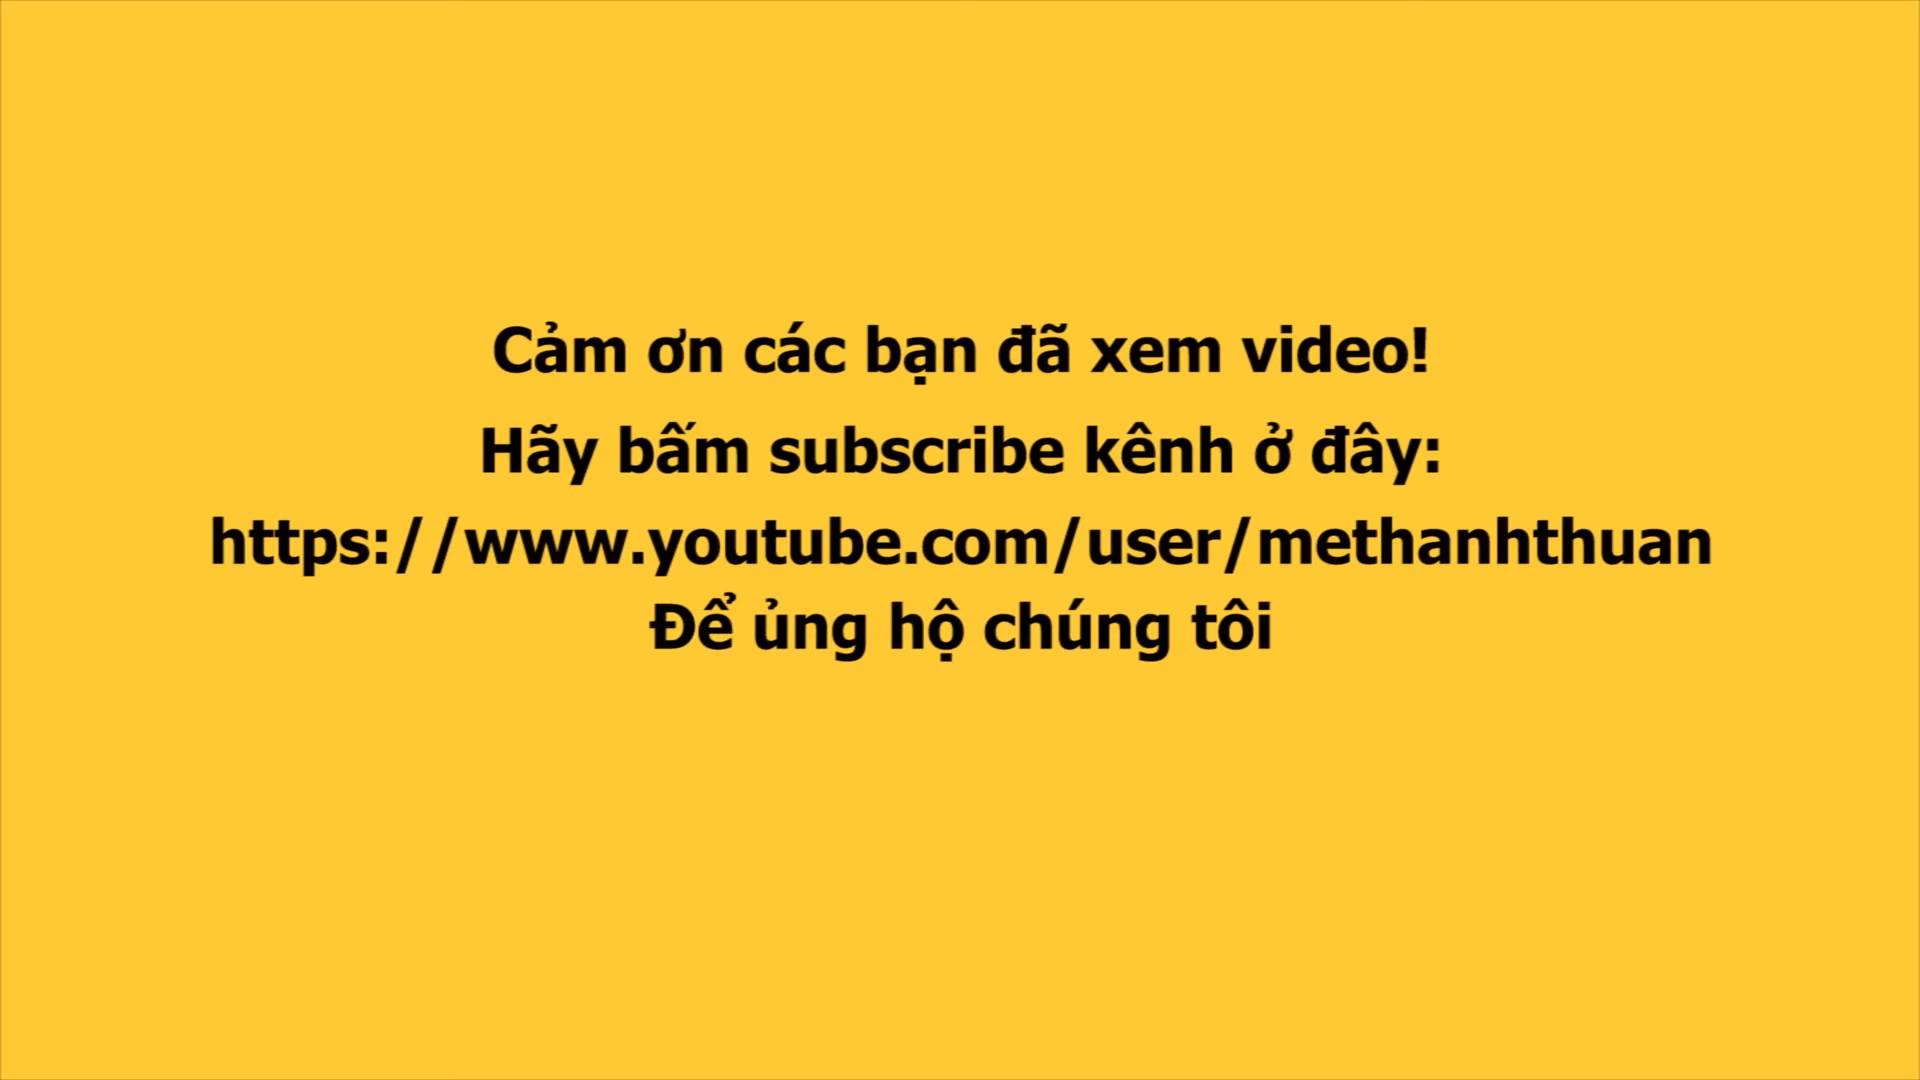 Cảm ơn các bạn đã xem video!
Hãy bấm subscribe kênh ở đây:
https://www.youtube.com/user/methanhthuan
Để ủng hộ chúng tôi